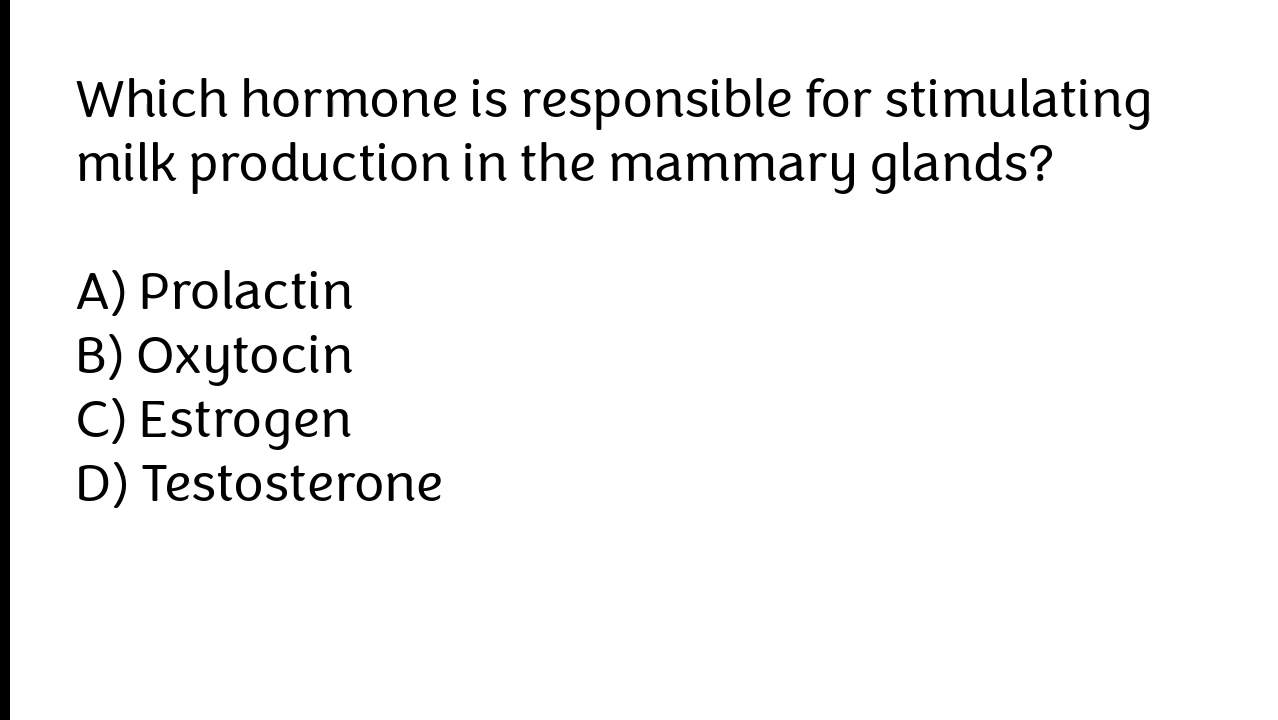 Which hormone is responsible for stimulating
milk production in the mammary glands?
A) Prolactin
B) Oxytocin
C) Estrogen
D) Testosterone